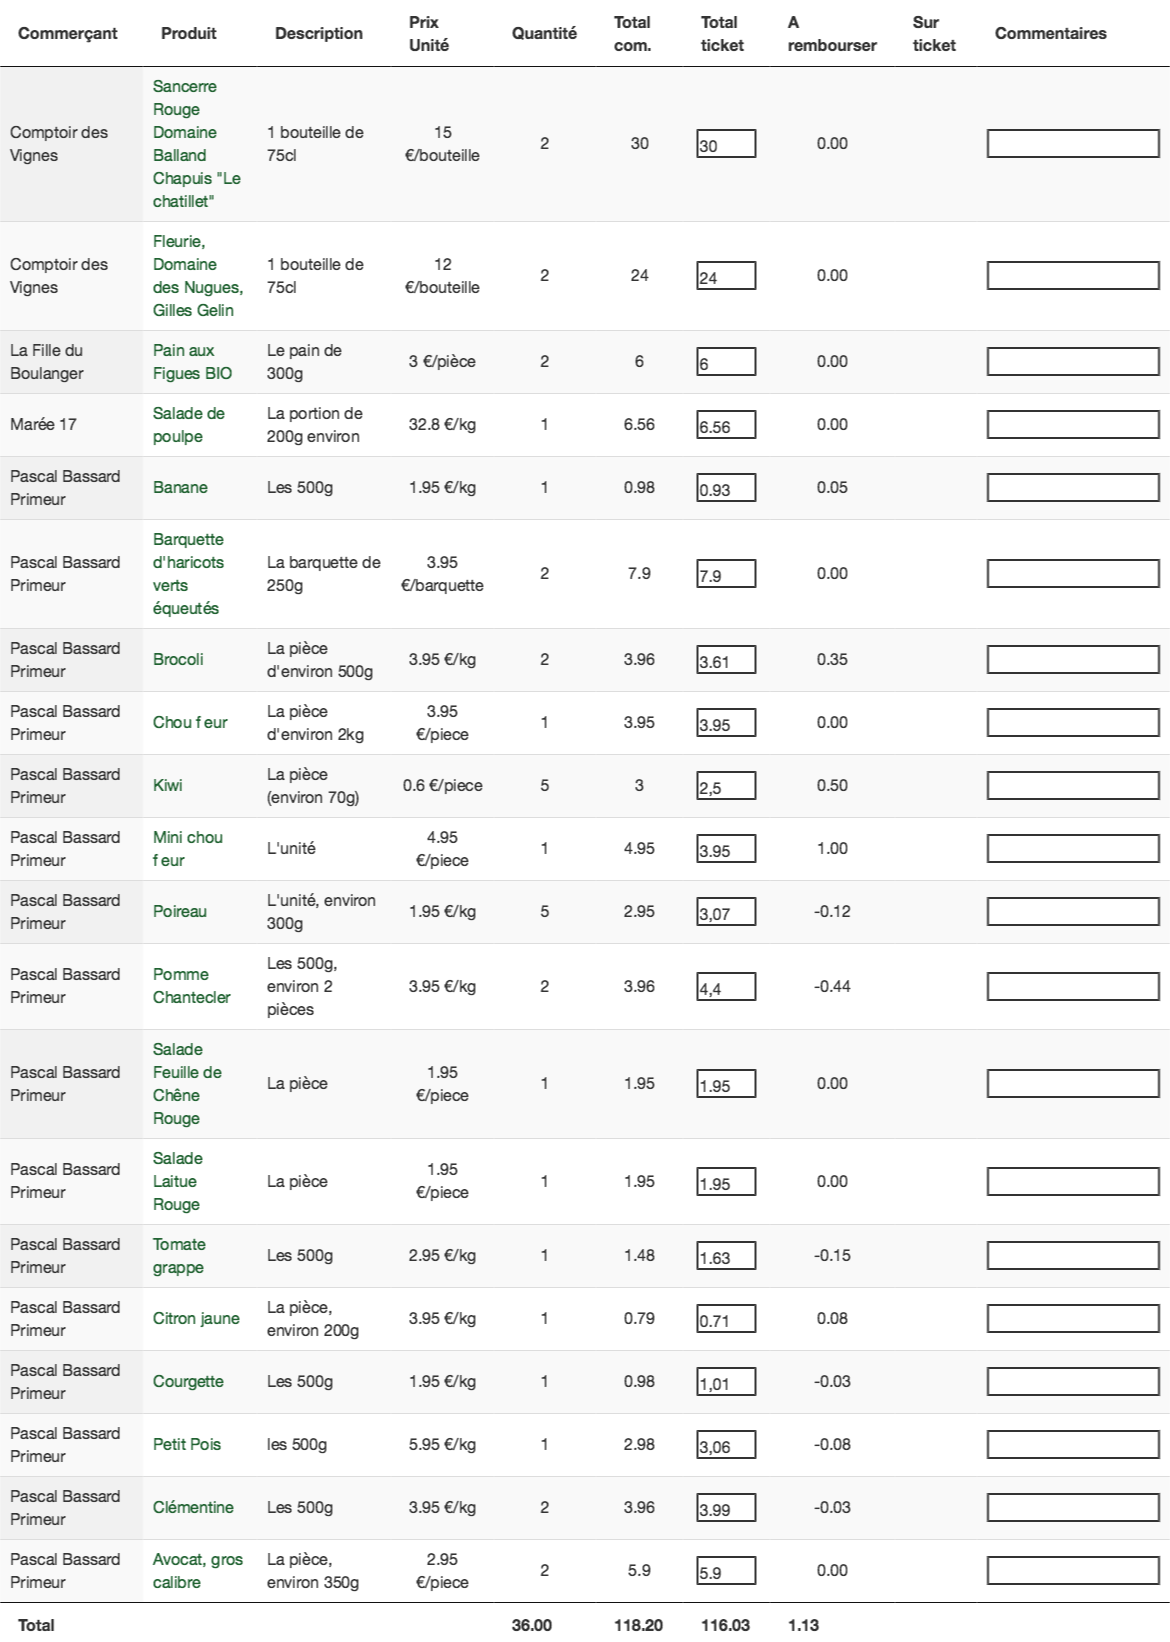 Commerçant Produit Description Prix Unité Quantité Total com. Total ticket A rembourser Sur ticket Commentaires
Comptoir des Vignes Sancerre Rouge Domaine Balland Chapuis "Le chatillet" 1 bouteille de 75cl 15 €/bouteille 2 30 30 0.00
Comptoir des Vignes Fleurie, Domaine des Nugues, Gilles Gelin 1 bouteille de 75cl 12 €/bouteille 2 24 24 0.00
La Fille du Boulanger Pain aux Figues BIO Le pain de 300g 3 €/pièce 2 6 6 0.00
Marée 17 Salade de poulpe La portion de 200g environ 32.8 €/kg 1 6.56 6.56 0.00
Pascal Bassard Primeur Banane Les 500g 1.95 €/kg 1 0.98 0.93 0.05
Pascal Bassard Primeur Barquette d'haricots verts équeutés La barquette de 250g 3.95 €/barquette 2 7.9 7.9 0.00
Pascal Bassard Primeur Brocoli La pièce d'environ 500g 3.95 €/kg 2 3.96 3.61 0.35
Pascal Bassard Primeur Chou f eur La pièce d'environ 2kg 3.95 €/piece 1 3.95 3.95 0.00
Pascal Bassard Primeur Kiwi La pièce (environ 70g) 0.6 €/piece 5 3 2,5 0.50
Pascal Bassard Primeur Mini chou f eur L'unité 4.95 €/piece 1 4.95 3.95 1.00
Pascal Bassard Primeur Poireau L'unité, environ 300g 1.95 €/kg 5 2.95 3,07 -0.12
Pascal Bassard Primeur Pomme Chantecler Les 500g, environ 2 pièces 3.95 €/kg 2 3.96 4,4 -0.44
Pascal Bassard Primeur Salade Feuille de Chêne Rouge La pièce 1.95 €/piece 1 1.95 1.95 0.00
Pascal Bassard Primeur Salade Laitue Rouge La pièce 1.95 €/piece 1 1.95 1.95 0.00
Pascal Bassard Primeur Tomate grappe Les 500g 2.95 €/kg 1 1.48 1.63 -0.15
Pascal Bassard Primeur Citron jaune La pièce, environ 200g 3.95 €/kg 1 0.79 0.71 0.08
Pascal Bassard Primeur Courgette Les 500g 1.95 €/kg 1 0.98 1,01 -0.03
Pascal Bassard Primeur Petit Pois les 500g 5.95 €/kg 1 2.98 3,06 -0.08
Pascal Bassard Primeur Clémentine Les 500g 3.95 €/kg 2 3.96 3.99 -0.03
Pascal Bassard Primeur Avocat, gros calibre La pièce, environ 350g 2.95 €/piece 2 5.9 5.9 0.00
Total 36.00 118.20 116.03 1.13